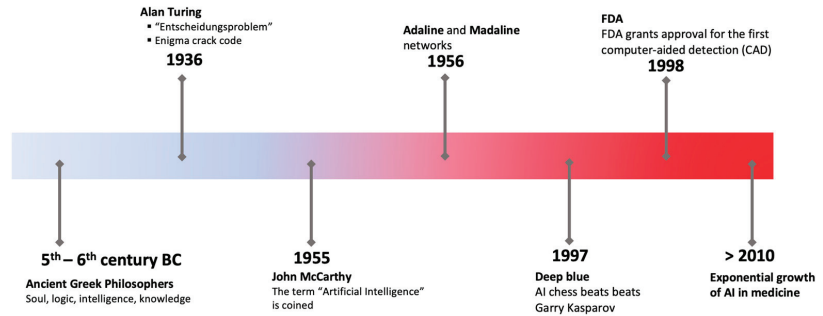 Alan Turing
▪ "Entscheidungsproblem"
▪ Enigma crack code
1936
Adaline and Madaline
networks
1956
FDA
FDA grants approval for the first
computer-aided detection (CAD)
1998
5th – 6th century BC
Ancient Greek Philosophers
Soul, logic, intelligence, knowledge
1955
John McCarthy
The term "Artificial Intelligence"
is coined
1997
Deep blue
AI chess beats beats
Garry Kasparov
> 2010
Exponential growth
of AI in medicine